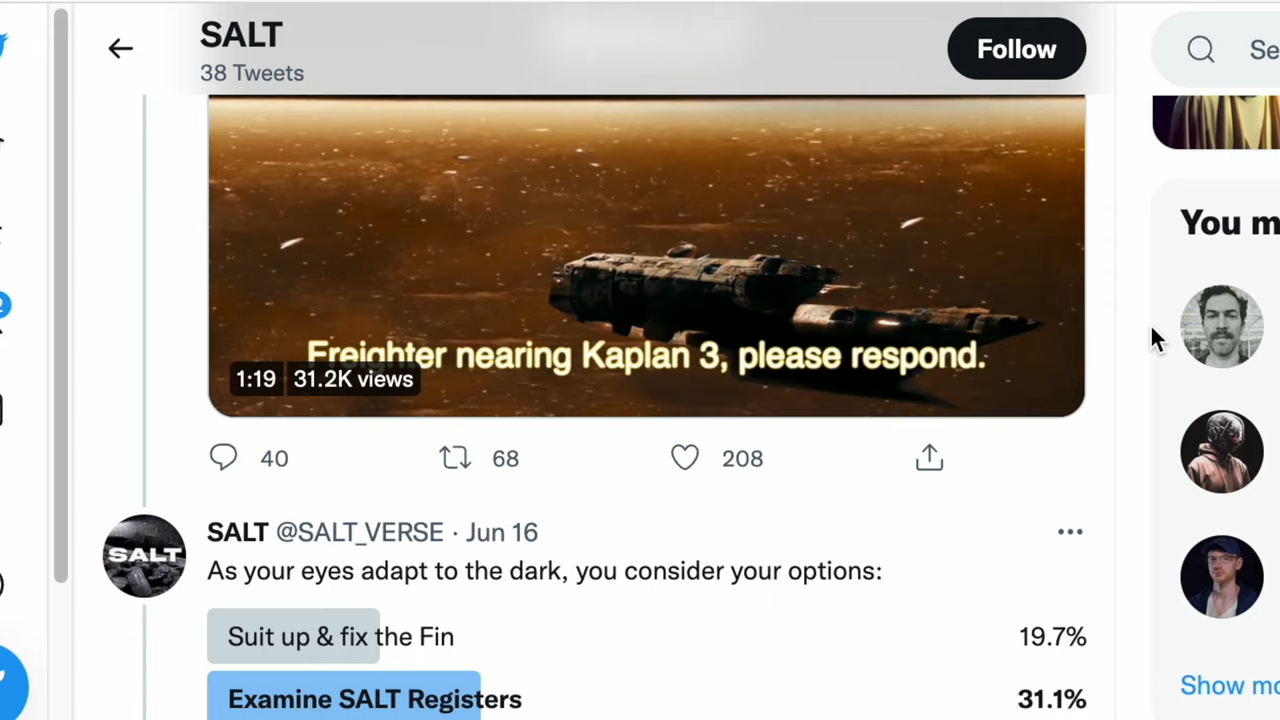 SALT
38 Tweets
Follow
Se
Freighter nearing Kaplan 3, please respond.
1:19 31.2K views
You m
2
40 68 208
SALT
SALT @SALT_VERSE · Jun 16
As your eyes adapt to the dark, you consider your options:
Suit up & fix the Fin 19.7%
Examine SALT Registers 31.1%
Show mo